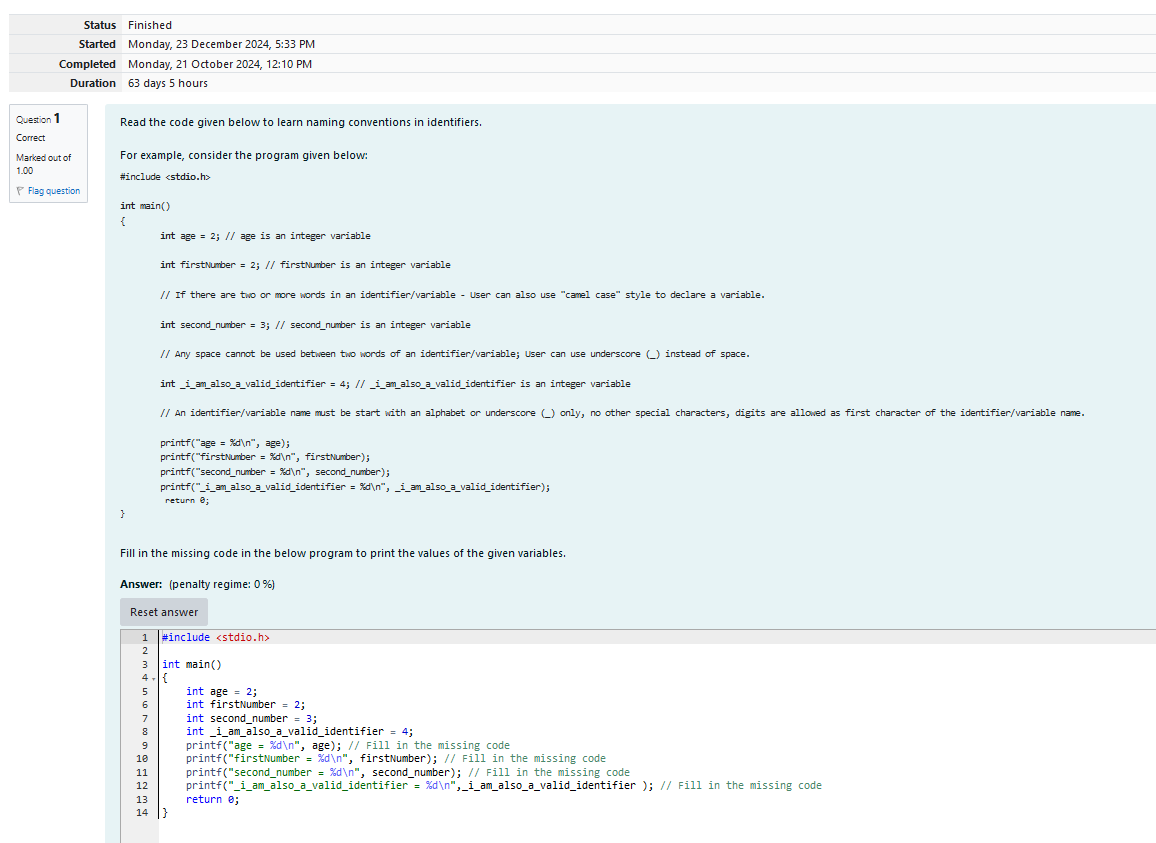 Status Finished
Started Monday, 23 December 2024, 5:33 PM
Completed Monday, 21 October 2024, 12:10 PM
Duration 63 days 5 hours
Question 1
Correct
Marked out of
1.00
Flag question
Read the code given below to learn naming conventions in identifiers.
For example, consider the program given below:
#include <stdio.h>
int main()
{
int age = 2; // age is an integer variable
int firstNumber = 2; // firstNumber is an integer variable
// If there are two or more words in an identifier/variable - User can also use "camel case" style to declare a variable.
int second_number = 3; // second_number is an integer variable
// Any space cannot be used between two words of an identifier/variable; User can use underscore (_) instead of space.
int _i_am_also_a_valid_identifier = 4; // _i_am_also_a_valid_identifier is an integer variable
// An identifier/variable name must be start with an alphabet or underscore (_) only, no other special characters, digits are allowed as first character of the identifier/variable name.
printf("age = %d\n", age);
printf("firstNumber = %d\n", firstNumber);
printf("second_number = %d\n", second_number);
printf("_i_am_also_a_valid_identifier = %d\n", _i_am_also_a_valid_identifier);
return 0;
}
Fill in the missing code in the below program to print the values of the given variables.
Answer: (penalty regime: 0 %)
Reset answer
1 #include <stdio.h>
2
3 int main()
4 {
5 int age = 2;
6 int firstNumber = 2;
7 int second_number = 3;
8 int _i_am_also_a_valid_identifier = 4;
9 printf("age = %d\n", age); // Fill in the missing code
10 printf("firstNumber = %d\n", firstNumber); // Fill in the missing code
11 printf("second_number = %d\n", second_number); // Fill in the missing code
12 printf("_i_am_also_a_valid_identifier = %d\n",_i_am_also_a_valid_identifier ); // Fill in the missing code
13 return 0;
14 }